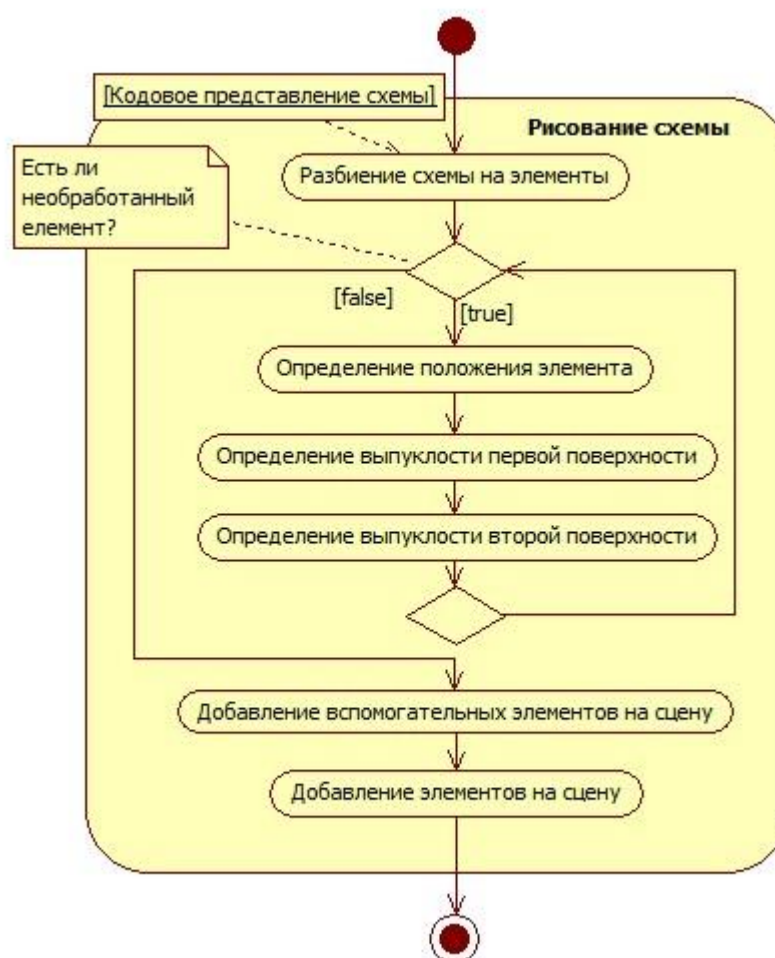 [Кодовое представление схемы]
Рисование схемы
Разбиение схемы на элементы
Есть ли
необработанный
елемент?
[false]
[true]
Определение положения элемента
Определение выпуклости первой поверхности
Определение выпуклости второй поверхности
Добавление вспомогательных элементов на сцену
Добавление элементов на сцену